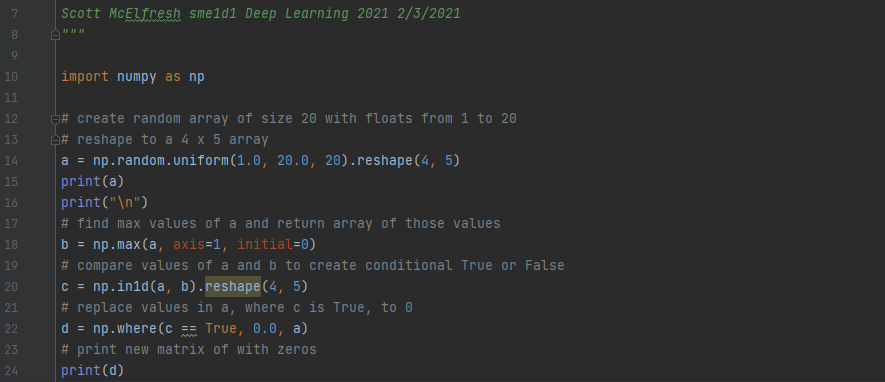 7 Scott McElfresh sme1d1 Deep Learning 2021 2/3/2021
8 """
9
10 import numpy as np
11
12 # create random array of size 20 with floats from 1 to 20
13 # reshape to a 4 x 5 array
14 a = np.random.uniform(1.0, 20.0, 20).reshape(4, 5)
15 print(a)
16 print("\n")
17 # find max values of a and return array of those values
18 b = np.max(a, axis=1, initial=0)
19 # compare values of a and b to create conditional True or False
20 c = np.in1d(a, b).reshape(4, 5)
21 # replace values in a, where c is True, to 0
22 d = np.where(c == True, 0.0, a)
23 # print new matrix of with zeros
24 print(d)